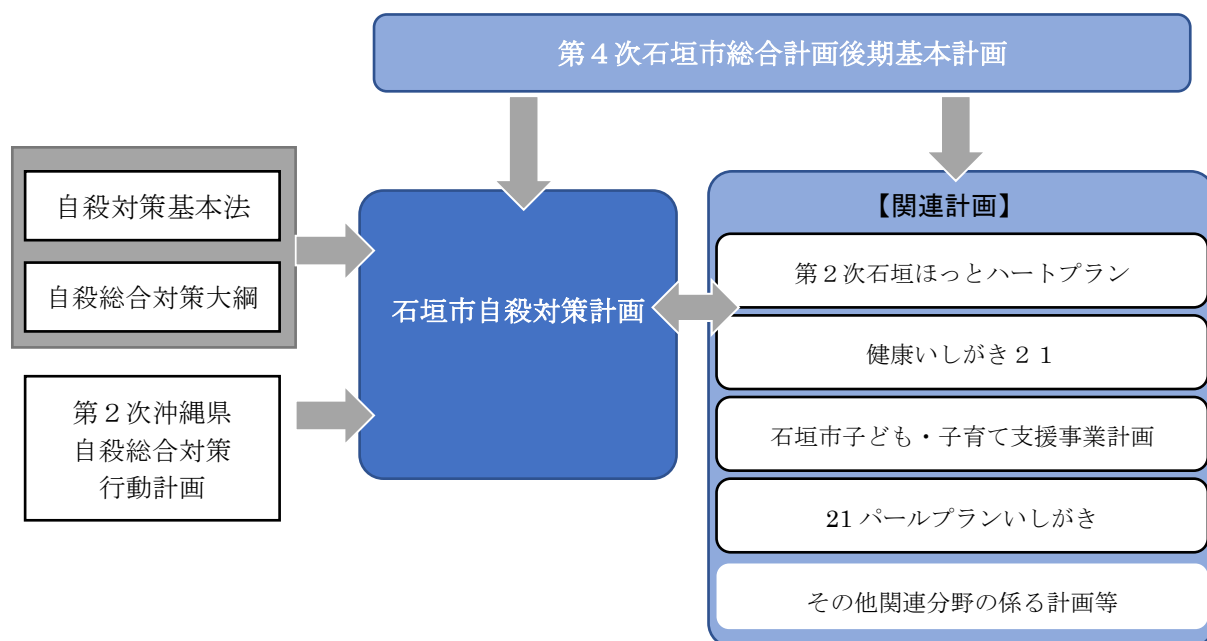 第４次石垣市総合計画後期基本計画
自殺対策基本法
自殺総合対策大綱
第２次沖縄県
自殺総合対策
行動計画
石垣市自殺対策計画
【関連計画】
第２次石垣ほっとハートプラン
健康いしがき２１
石垣市子ども・子育て支援事業計画
21 パールプランいしがき
その他関連分野の係る計画等